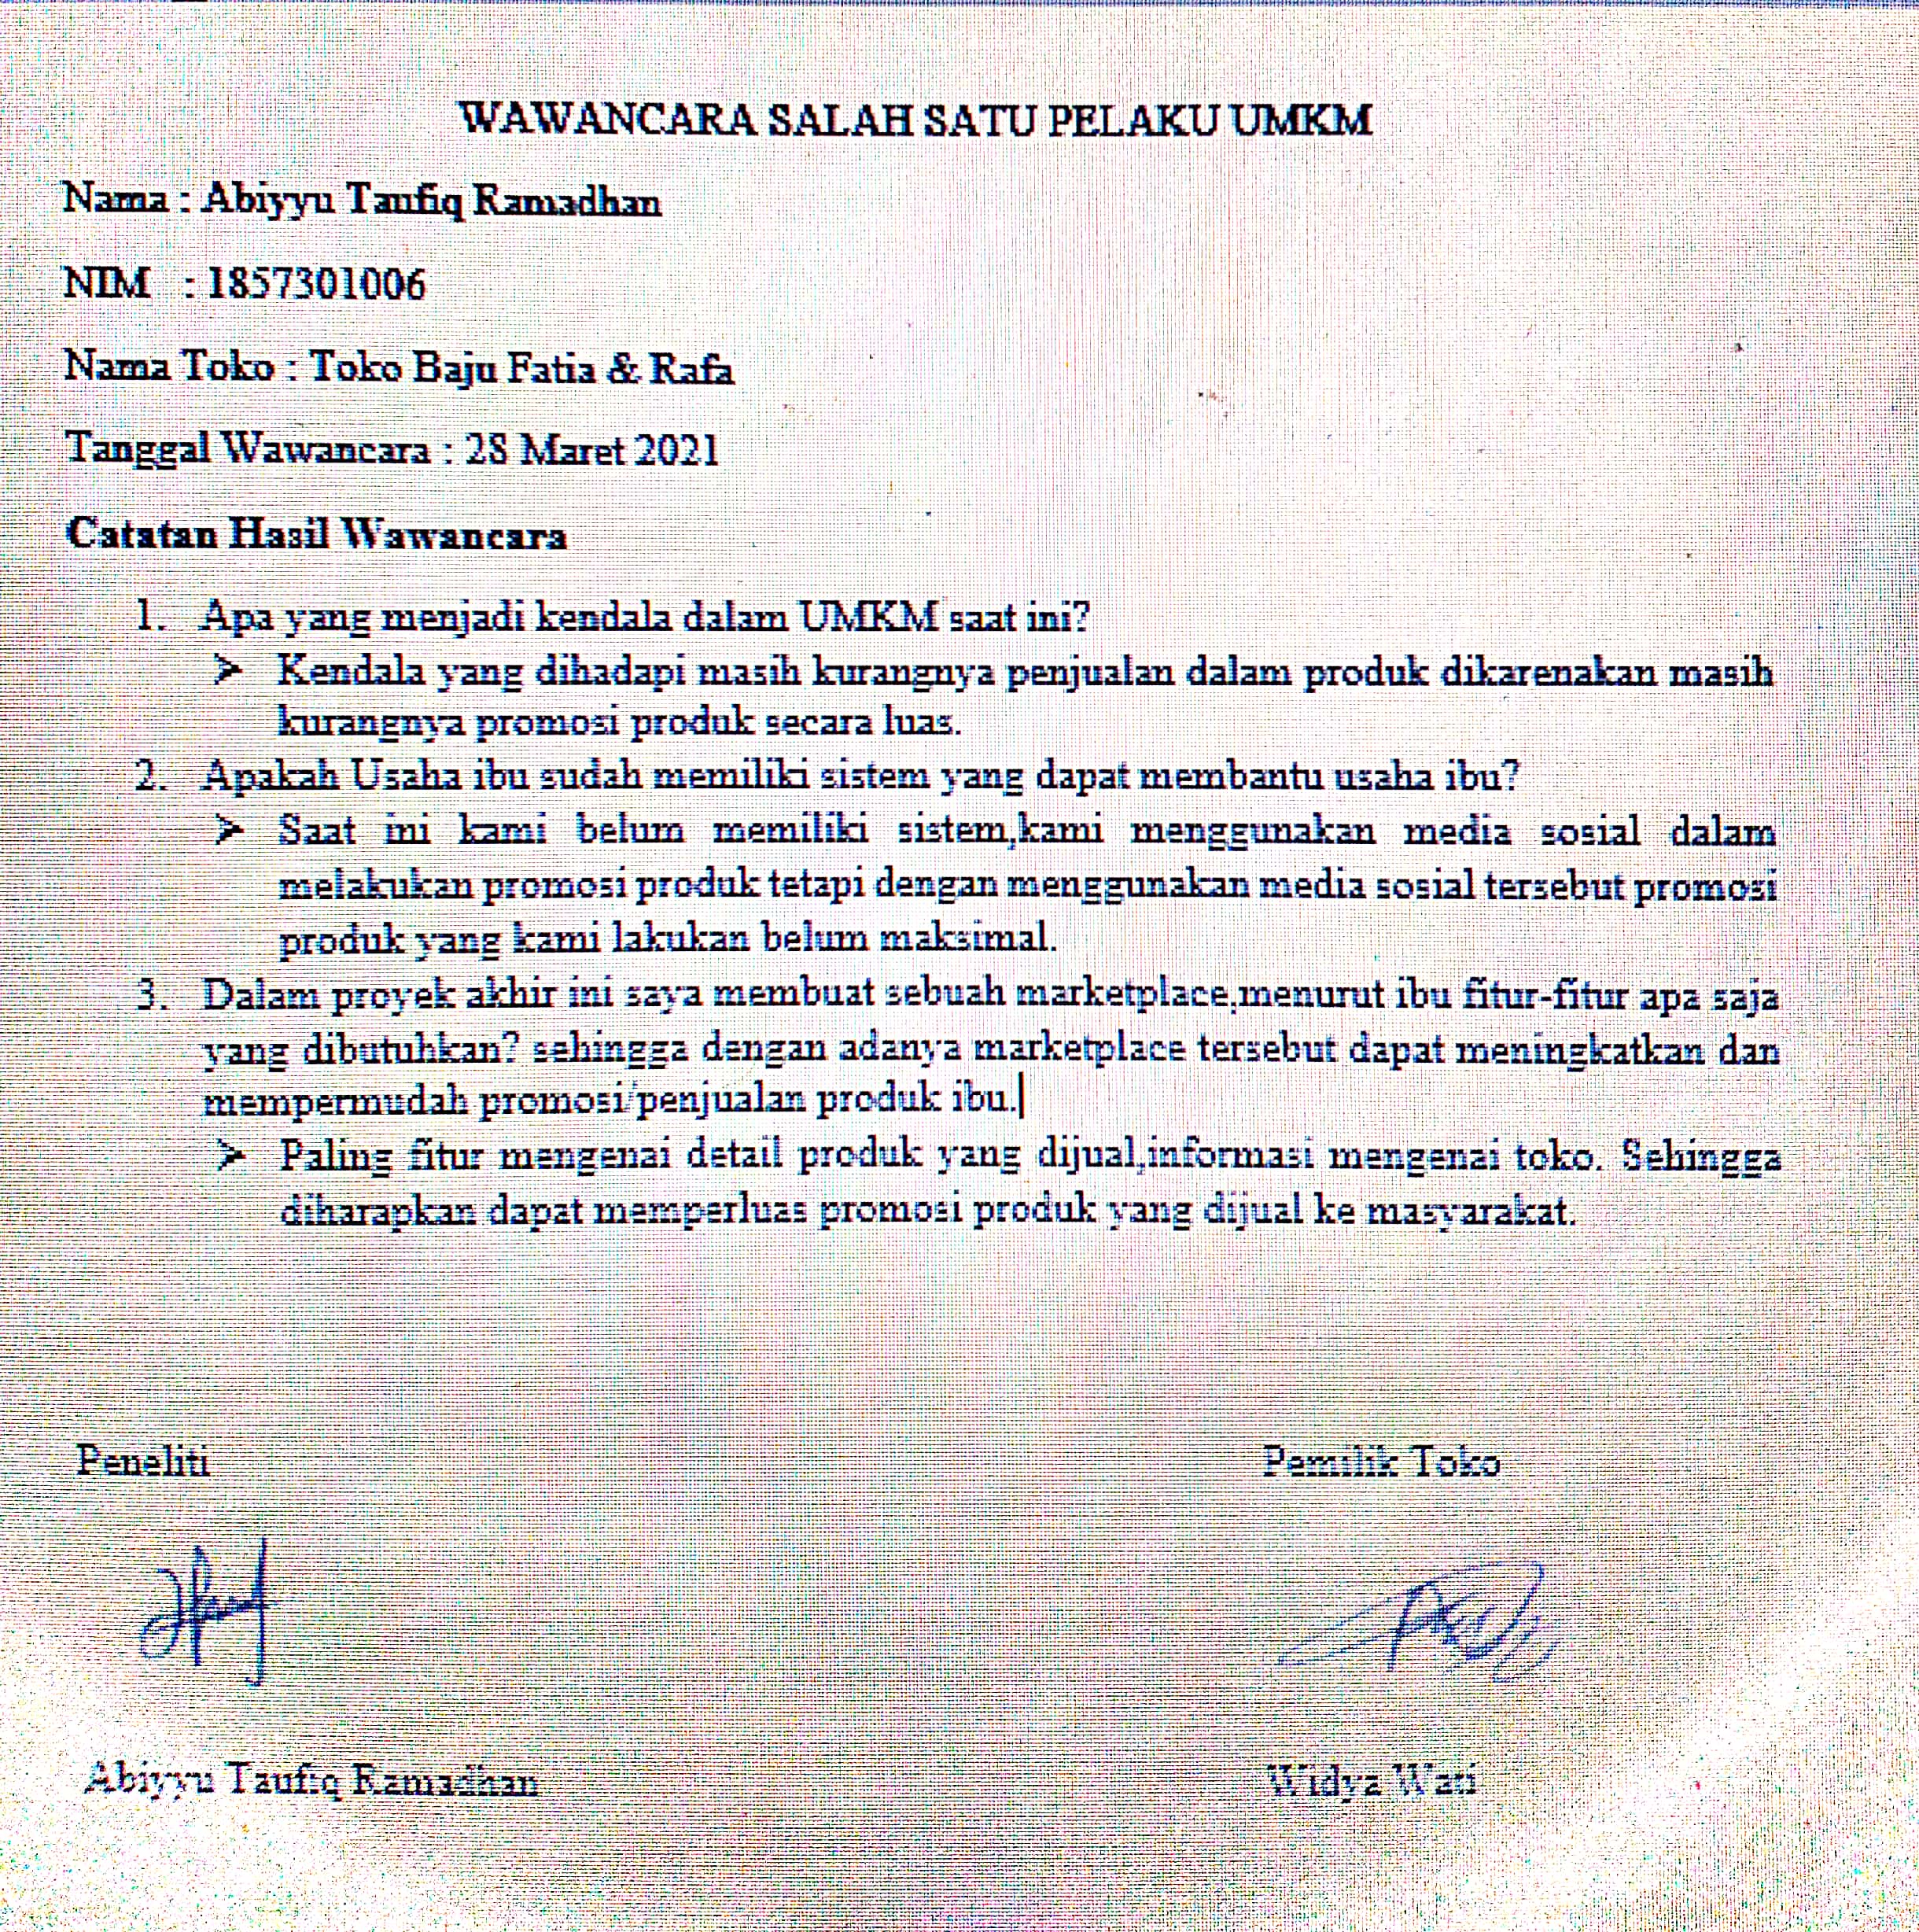 WAWANCARA SALAH SATU PELAKU UMKM
Nama : Abiyyu Taufiq Ramadhan
NIM : 1857301006
Nama Toko : Toko Baju Fatia & Rafa
Tanggal Wawancara : 28 Maret 2021
Catatan Hasil Wawancara
1. Apa yang menjadi kendala dalam UMKM saat ini?
➢ Kendala yang dihadapi masih kurangnya penjualan dalam produk dikarenakan masih
kurangnya promosi produk secara luas.
2. Apakah Usaha ibu sudah memiliki sistem yang dapat membantu usaha ibu?
➢ Saat ini kami belum memiliki sistem,kami menggunakan media sosial dalam
melakukan promosi produk tetapi dengan menggunakan media sosial tersebut promosi
produk yang kami lakukan belum maksimal.
3. Dalam proyek akhir ini saya membuat sebuah marketplace,menurut ibu fitur-fitur apa saja
yang dibutuhkan? sehingga dengan adanya marketplace tersebut dapat meningkatkan dan
mempermudah promosi/penjualan produk ibu.
➢ Paling fitur mengenai detail produk yang dijual,informasi mengenai toko. Sehingga
diharapkan dapat memperluas promosi produk yang dijual ke masyarakat.
Peneliti
Pemilik Toko
Abiyyu Taufiq Ramadhan
Widya Wati